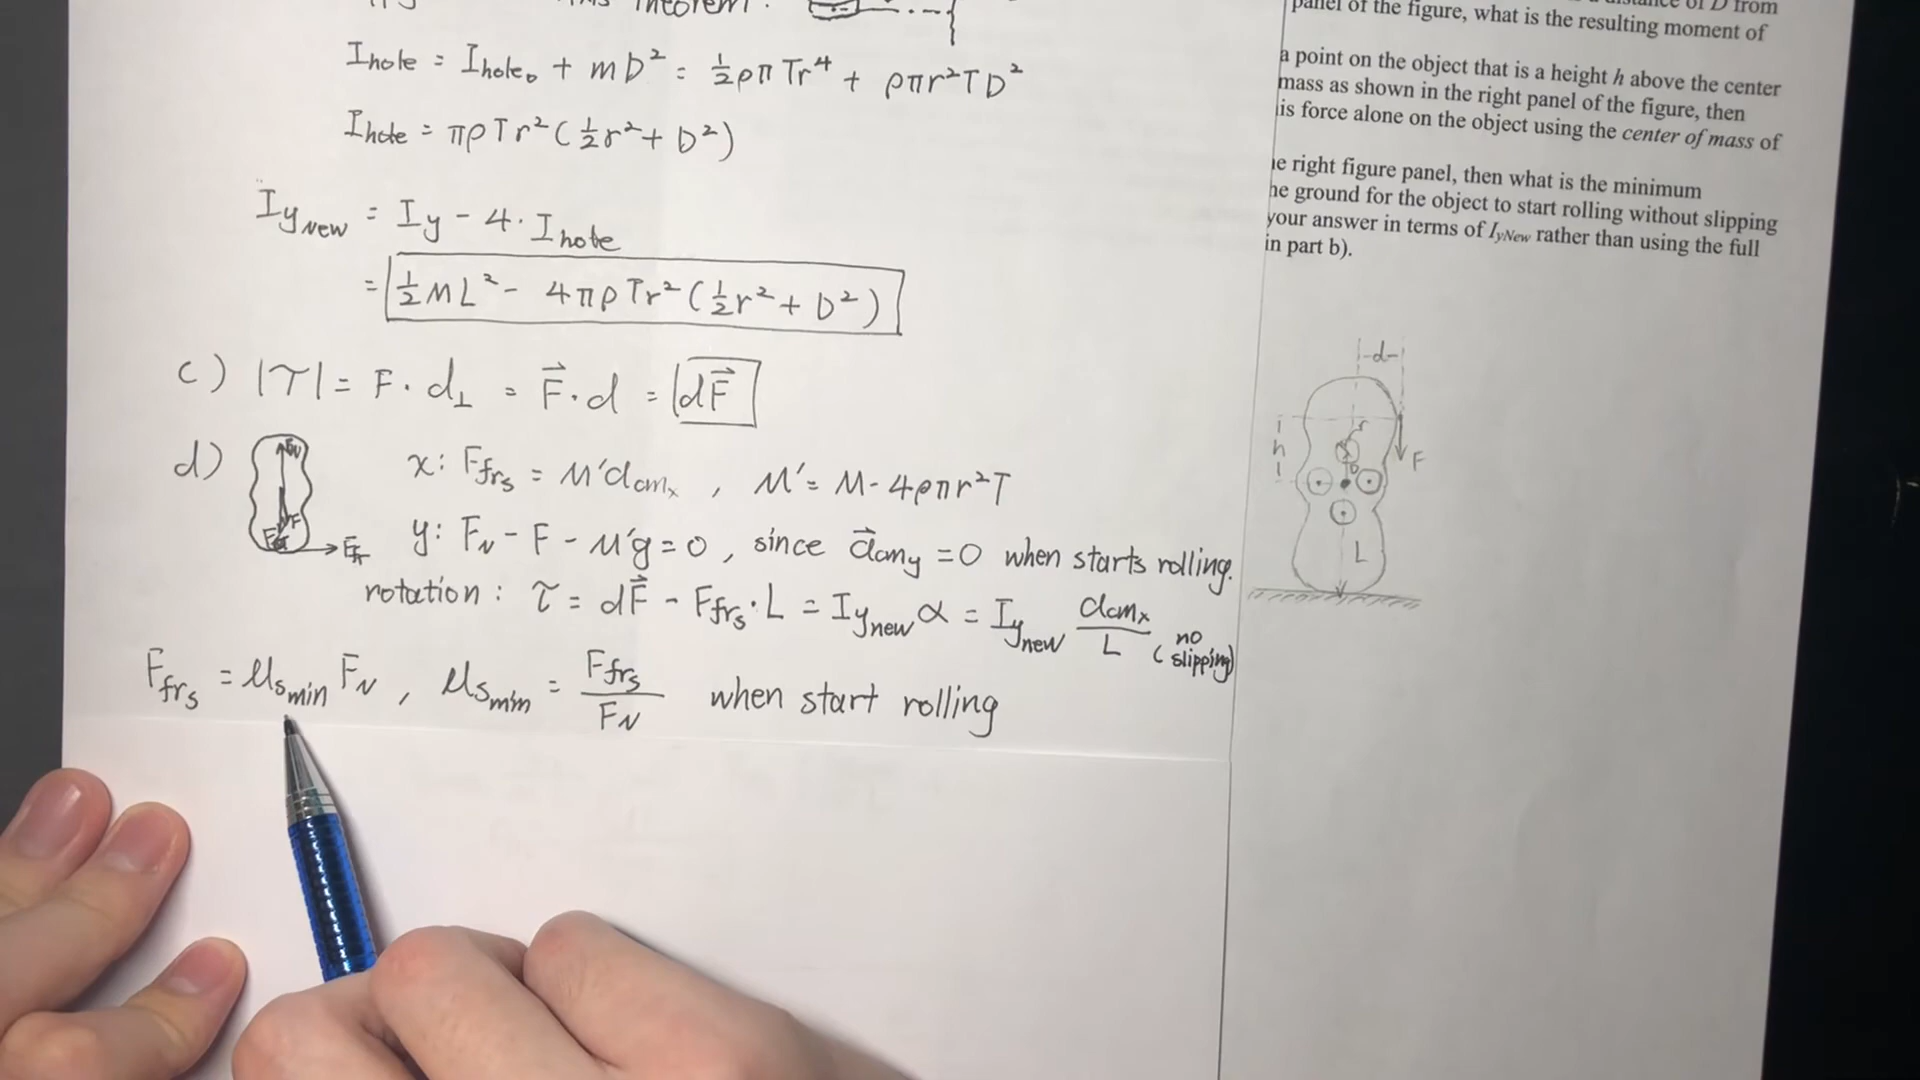 Theorem.
I_hole = I_hole₀ + mD² = ½ρπTr⁴ + ρπr²TD²
I_hole = πρTr²(½r² + D²)
I_yNew = I_y - 4 · I_hole
= ½ML² - 4πρTr²(½r² + D²)
c) |τ| = F · d⊥ = F⃗ · d = dF⃗
d) x: F_frs = M'a_cmx , M' = M - 4ρπr²T
y: F_N - F - M'g = 0 , since a⃗_cmy = 0 when starts rolling.
rotation : τ = dF⃗ - F_frs · L = I_ynew α = I_ynew a_cmx / L (no slipping)
F_frs = μ_smin F_N , μ_smin = F_frs / F_N when start rolling
F_N
F
of D from
panel of the figure, what is the resulting moment of
a point on the object that is a height h above the center
mass as shown in the right panel of the figure, then
is force alone on the object using the center of mass of
e right figure panel, then what is the minimum
he ground for the object to start rolling without slipping
your answer in terms of I_yNew rather than using the full
in part b).
d
r
h
D
F
L